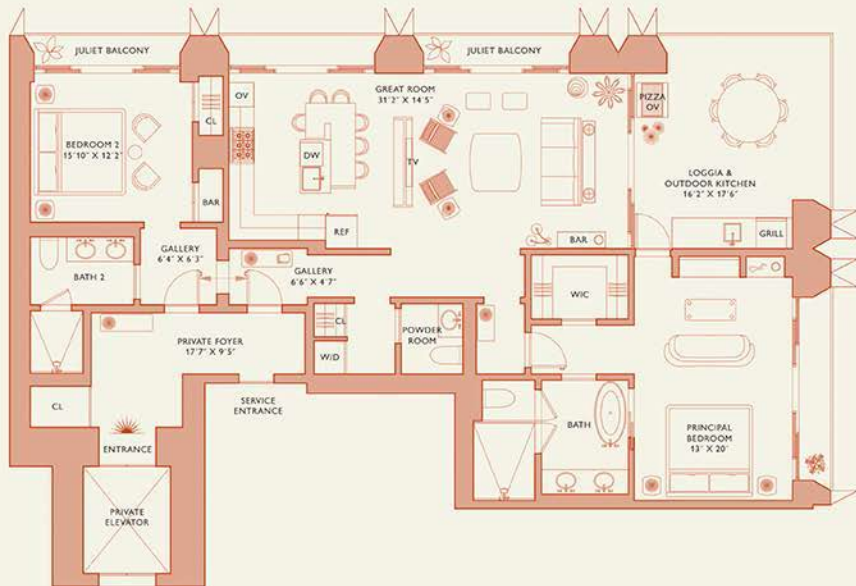 JULIET BALCONY
JULIET BALCONY
GREAT ROOM
31'2" X 14'5"
OV
CL
PIZZA
OV
BEDROOM 2
15'10" X 12'2"
DW
TV
LOGGIA &
OUTDOOR KITCHEN
16'2" X 17'6"
BAR
REF
BAR
GRILL
GALLERY
6'4" X 6'3"
BATH 2
GALLERY
6'6" X 4'7"
WIC
CL
POWDER
ROOM
PRIVATE FOYER
17'7" X 9'5"
W/D
CL
SERVICE
ENTRANCE
BATH
PRINCIPAL
BEDROOM
13' X 20'
ENTRANCE
PRIVATE
ELEVATOR